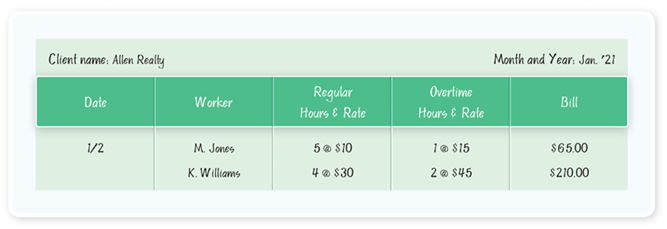 Client name: Allen Realty Month and Year: Jan. '21
Date Worker Regular Hours & Rate Overtime Hours & Rate Bill
1/2 M. Jones 5 @ $10 1 @ $15 $65.00
K. Williams 4 @ $30 2 @ $45 $210.00